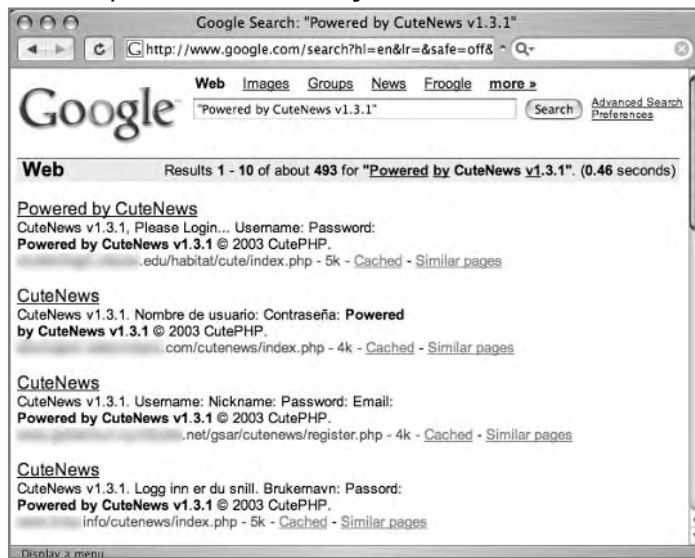 Google Search: "Powered by CuteNews v1.3.1"
http://www.google.com/search?hl=en&lr=&safe=off&
Web Images Groups News Froogle more »
Google
"Powered by CuteNews v1.3.1"
Search
Advanced Search
Preferences
Web Results 1 - 10 of about 493 for "Powered by CuteNews v1.3.1". (0.46 seconds)
Powered by CuteNews
CuteNews v1.3.1, Please Login... Username: Password:
Powered by CuteNews v1.3.1 © 2003 CutePHP.
.edu/habitat/cute/index.php - 5k - Cached - Similar pages
CuteNews
CuteNews v1.3.1. Nombre de usuario: Contraseña: Powered
by CuteNews v1.3.1 © 2003 CutePHP.
com/cutenews/index.php - 4k - Cached - Similar pages
CuteNews
CuteNews v1.3.1. Username: Nickname: Password: Email:
Powered by CuteNews v1.3.1 © 2003 CutePHP.
.net/gsar/cutenews/register.php - 4k - Cached - Similar pages
CuteNews
CuteNews v1.3.1. Logg inn er du snill. Brukernavn: Passord:
Powered by CuteNews v1.3.1 © 2003 CutePHP.
info/cutenews/index.php - 5k - Cached - Similar pages
Display a menu